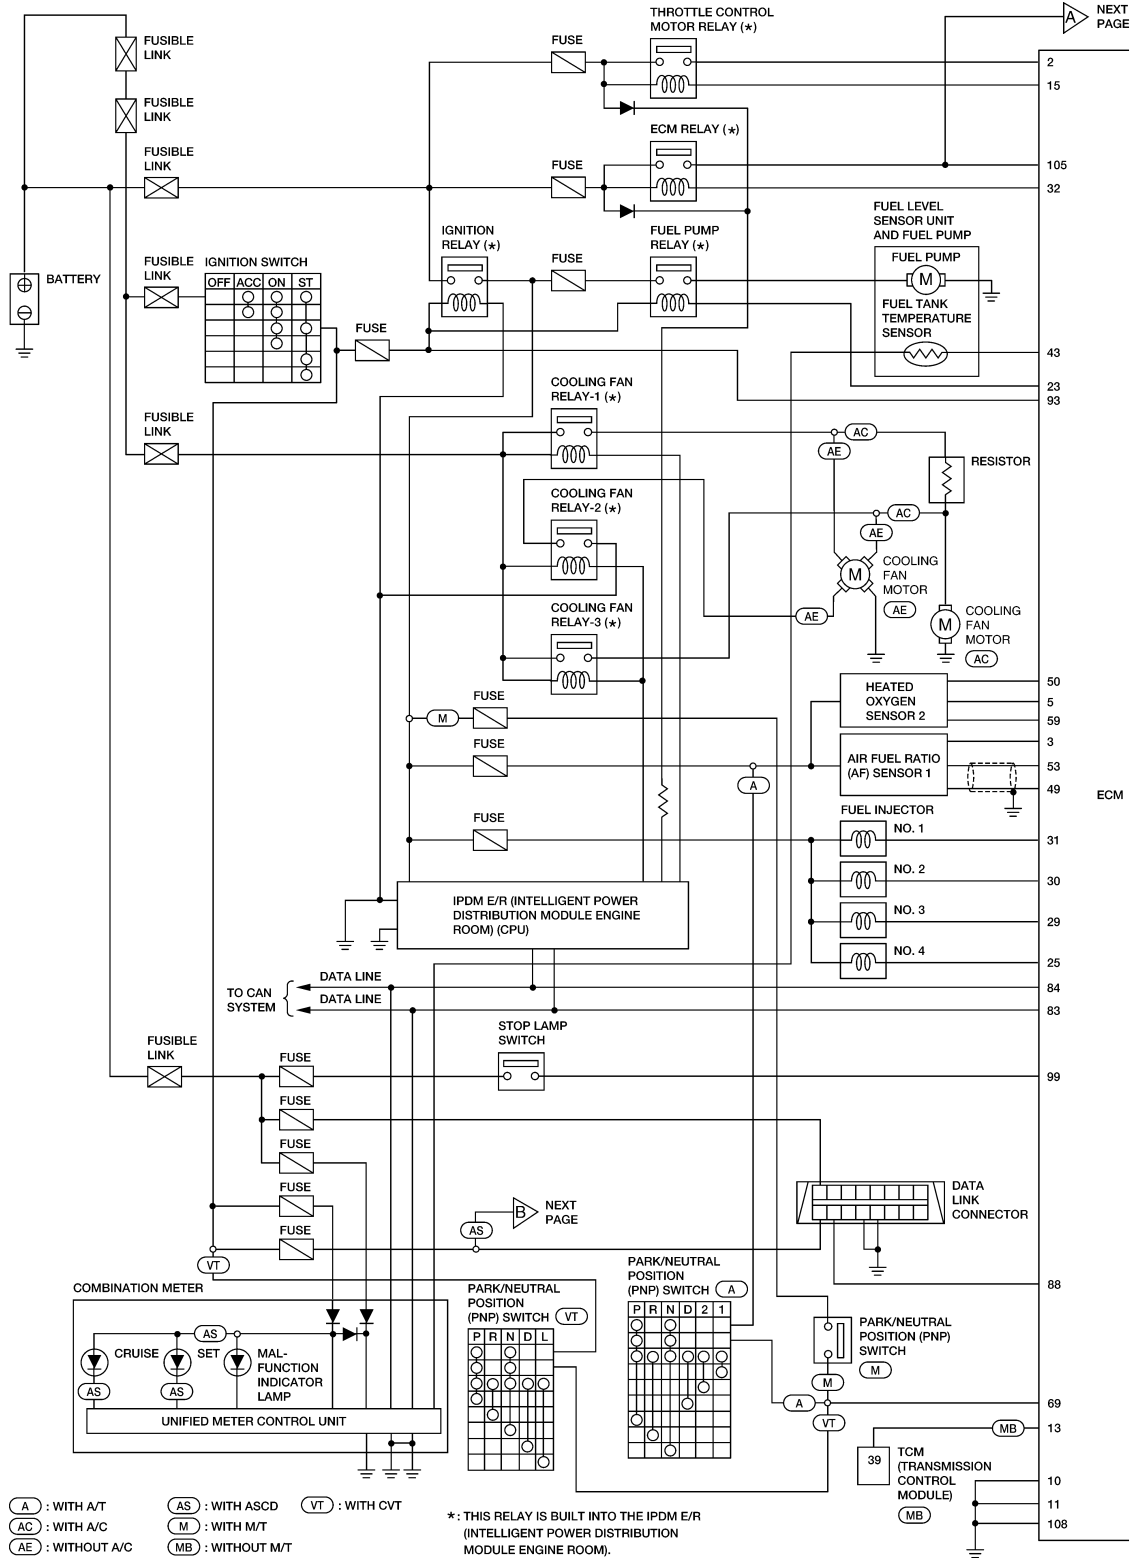 THROTTLE CONTROL
MOTOR RELAY (*)
A
NEXT
PAGE
FUSIBLE
LINK
FUSE
2
15
FUSIBLE
LINK
ECM RELAY (*)
FUSIBLE
LINK
FUSE
105
32
FUEL LEVEL
SENSOR UNIT
AND FUEL PUMP
IGNITION
RELAY (*)
FUEL PUMP
RELAY (*)
FUSE
FUEL PUMP
M
BATTERY
FUSIBLE
LINK
IGNITION SWITCH
OFF ACC ON ST
FUEL TANK
TEMPERATURE
SENSOR
FUSE
43
23
93
COOLING FAN
RELAY-1 (*)
FUSIBLE
LINK
AC
AE
RESISTOR
COOLING FAN
RELAY-2 (*)
AC
AE
M
COOLING
FAN
MOTOR
AE
COOLING FAN
RELAY-3 (*)
AE
M
COOLING
FAN
MOTOR
AC
HEATED
OXYGEN
SENSOR 2
50
5
59
FUSE
M
FUSE
A
AIR FUEL RATIO
(AF) SENSOR 1
3
53
49
ECM
FUSE
FUEL INJECTOR
NO. 1
31
NO. 2
30
NO. 3
29
NO. 4
25
IPDM E/R (INTELLIGENT POWER
DISTRIBUTION MODULE ENGINE
ROOM) (CPU)
TO CAN
SYSTEM
DATA LINE
84
DATA LINE
83
STOP LAMP
SWITCH
FUSIBLE
LINK
FUSE
99
FUSE
FUSE
FUSE
FUSE
DATA
LINK
CONNECTOR
B
NEXT
PAGE
AS
VT
88
COMBINATION METER
AS
CRUISE
SET
MAL-
FUNCTION
INDICATOR
LAMP
AS
AS
UNIFIED METER CONTROL UNIT
PARK/NEUTRAL
POSITION
(PNP) SWITCH
VT
P R N D L
PARK/NEUTRAL
POSITION
(PNP) SWITCH
A
P R N D 2 1
PARK/NEUTRAL
POSITION (PNP)
SWITCH
M
M
A
VT
69
MB
13
39
TCM
(TRANSMISSION
CONTROL
MODULE)
MB
10
11
108
A : WITH A/T
AC : WITH A/C
AE : WITHOUT A/C
AS : WITH ASCD
M : WITH M/T
MB : WITHOUT M/T
VT : WITH CVT
* : THIS RELAY IS BUILT INTO THE IPDM E/R
(INTELLIGENT POWER DISTRIBUTION
MODULE ENGINE ROOM).